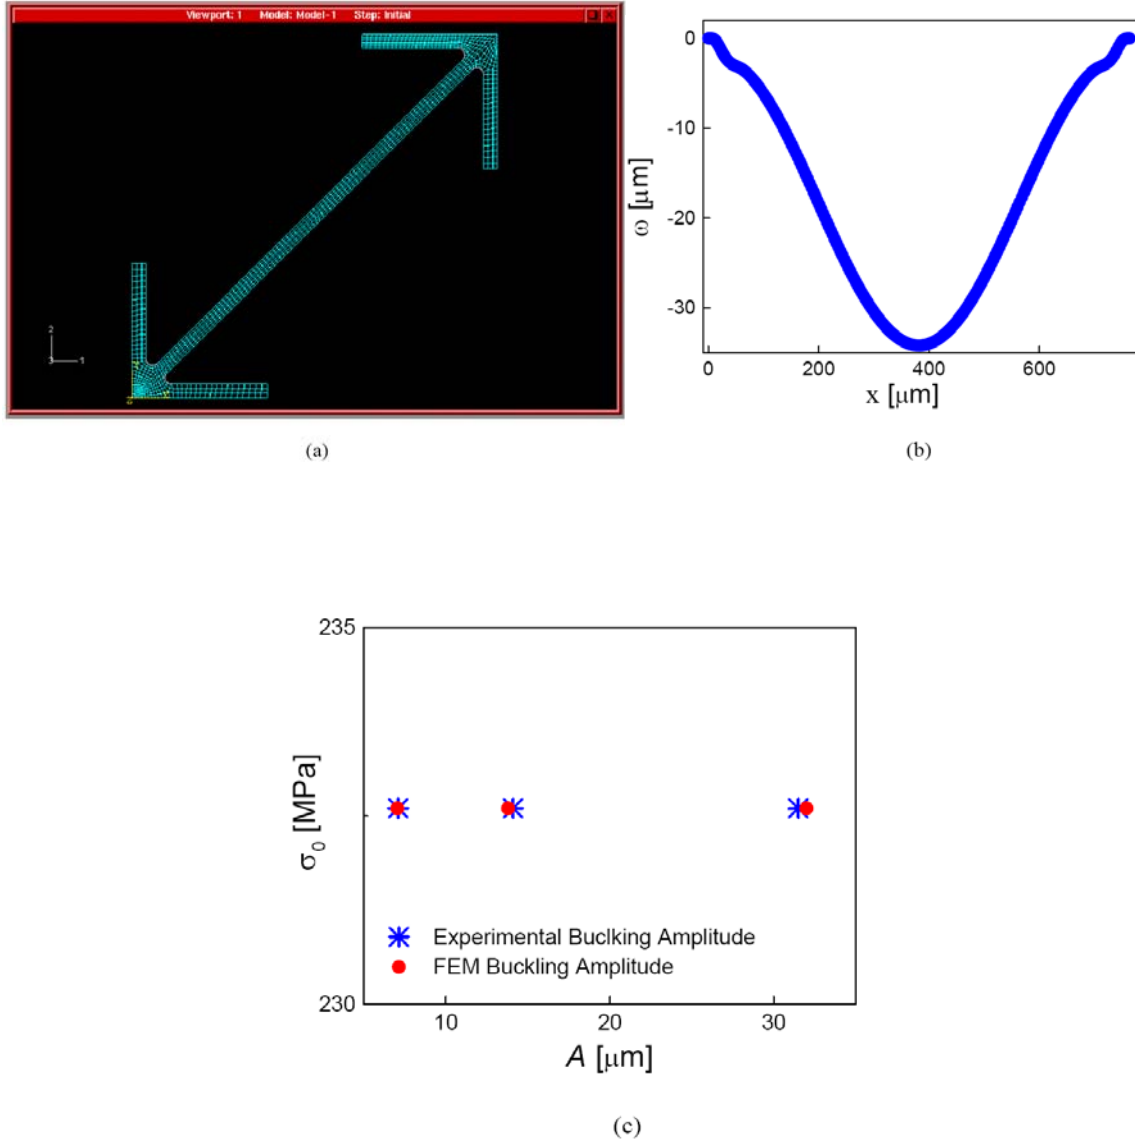 Viewport: 1 Model: Model-1 Step: Initial
2
3 1
(a)
0
-10
-20
-30
ω [μm]
0 200 400 600
x [μm]
(b)
235
230
σ0 [MPa]
Experimental Buclking Amplitude
FEM Buckling Amplitude
10 20 30
A [μm]
(c)